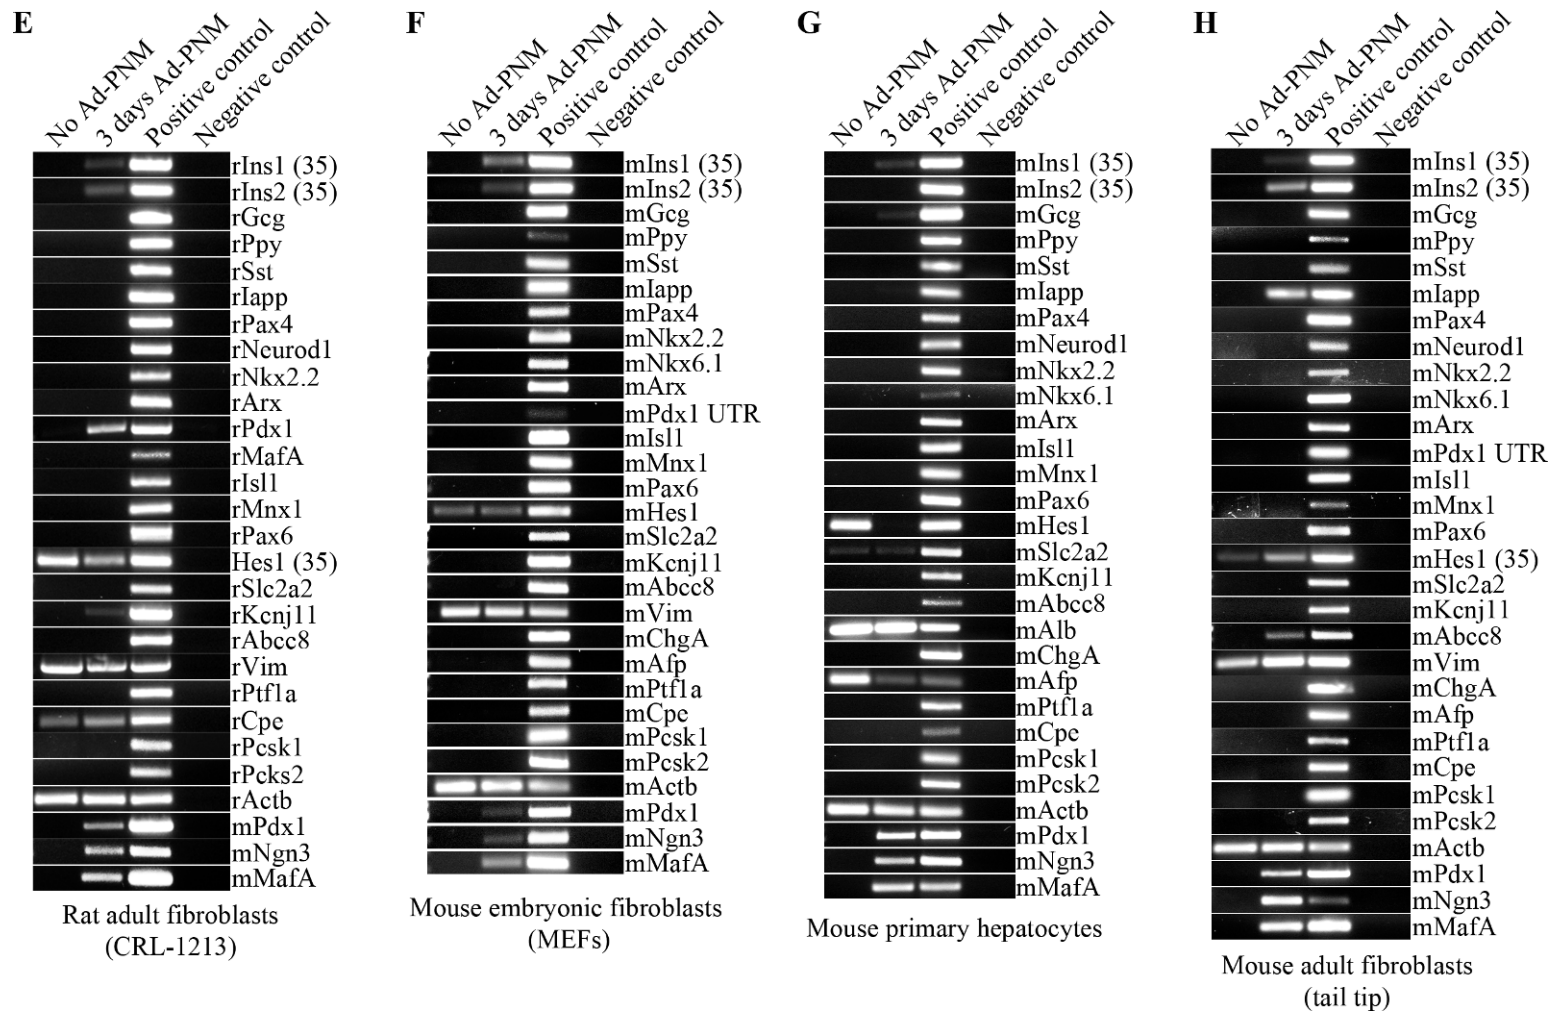 E
No Ad-PNM
3 days Ad-PNM
Positive control
Negative control
rIns1 (35)
rIns2 (35)
rGcg
rPpy
rSst
rIapp
rPax4
rNeurod1
rNkx2.2
rArx
rPdx1
rMafA
rIsl1
rMnx1
rPax6
Hes1 (35)
rSlc2a2
rKcnj11
rAbcc8
rVim
rPtf1a
rCpe
rPcsk1
rPcks2
rActb
mPdx1
mNgn3
mMafA
Rat adult fibroblasts
(CRL-1213)
F
No Ad-PNM
3 days Ad-PNM
Positive control
Negative control
mIns1 (35)
mIns2 (35)
mGcg
mPpy
mSst
mIapp
mPax4
mNkx2.2
mNkx6.1
mArx
mPdx1 UTR
mIsl1
mMnx1
mPax6
mHes1
mSlc2a2
mKcnj11
mAbcc8
mVim
mChgA
mAfp
mPtf1a
mCpe
mPcsk1
mPcsk2
mActb
mPdx1
mNgn3
mMafA
Mouse embryonic fibroblasts
(MEFs)
G
No Ad-PNM
3 days Ad-PNM
Positive control
Negative control
mIns1 (35)
mIns2 (35)
mGcg
mPpy
mSst
mIapp
mPax4
mNeurod1
mNkx2.2
mNkx6.1
mArx
mIsl1
mMnx1
mPax6
mHes1
mSlc2a2
mKcnj11
mAbcc8
mAlb
mChgA
mAfp
mPtf1a
mCpe
mPcsk1
mPcsk2
mActb
mPdx1
mNgn3
mMafA
Mouse primary hepatocytes
H
No Ad-PNM
3 days Ad-PNM
Positive control
Negative control
mIns1 (35)
mIns2 (35)
mGcg
mPpy
mSst
mIapp
mPax4
mNeurod1
mNkx2.2
mNkx6.1
mArx
mPdx1 UTR
mIsl1
mMnx1
mPax6
mHes1 (35)
mSlc2a2
mKcnj11
mAbcc8
mVim
mChgA
mAfp
mPtf1a
mCpe
mPcsk1
mPcsk2
mActb
mPdx1
mNgn3
mMafA
Mouse adult fibroblasts
(tail tip)